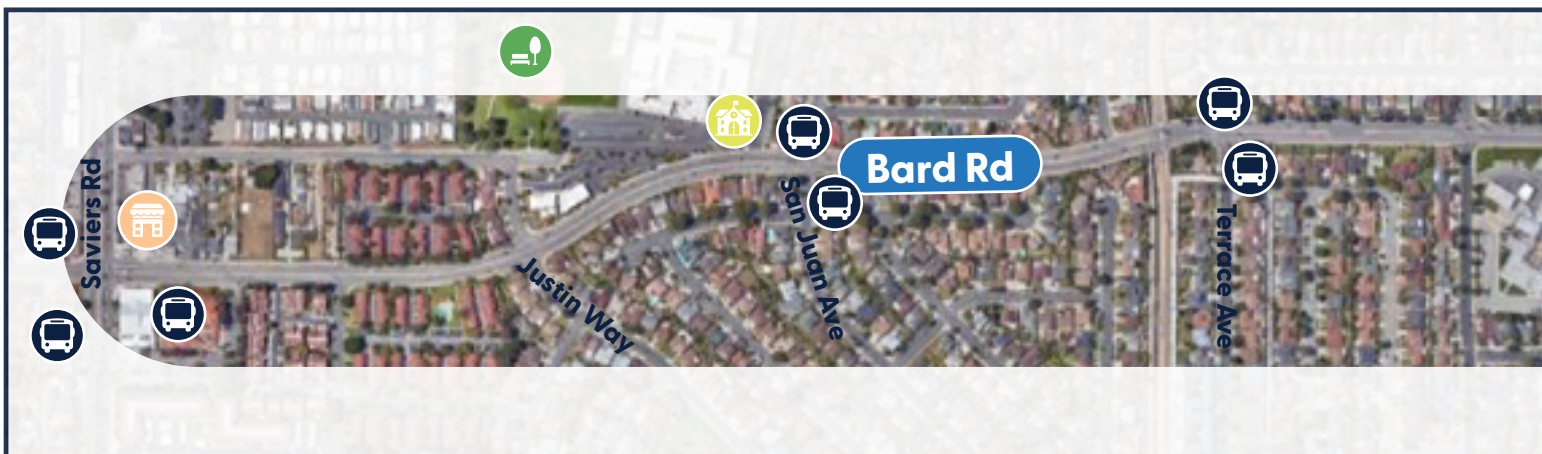 Bard Rd
Saviers Rd
Justin Way
San Juan Ave
Terrace Ave